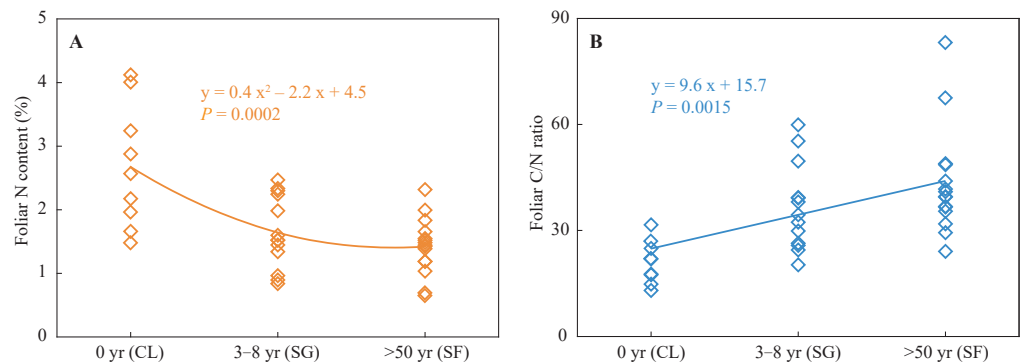 A
y = 0.4 x² – 2.2 x + 4.5
P = 0.0002
Foliar N content (%)
5
4
3
2
1
0
0 yr (CL)
3–8 yr (SG)
>50 yr (SF)
B
y = 9.6 x + 15.7
P = 0.0015
Foliar C/N ratio
90
60
30
0
0 yr (CL)
3–8 yr (SG)
>50 yr (SF)